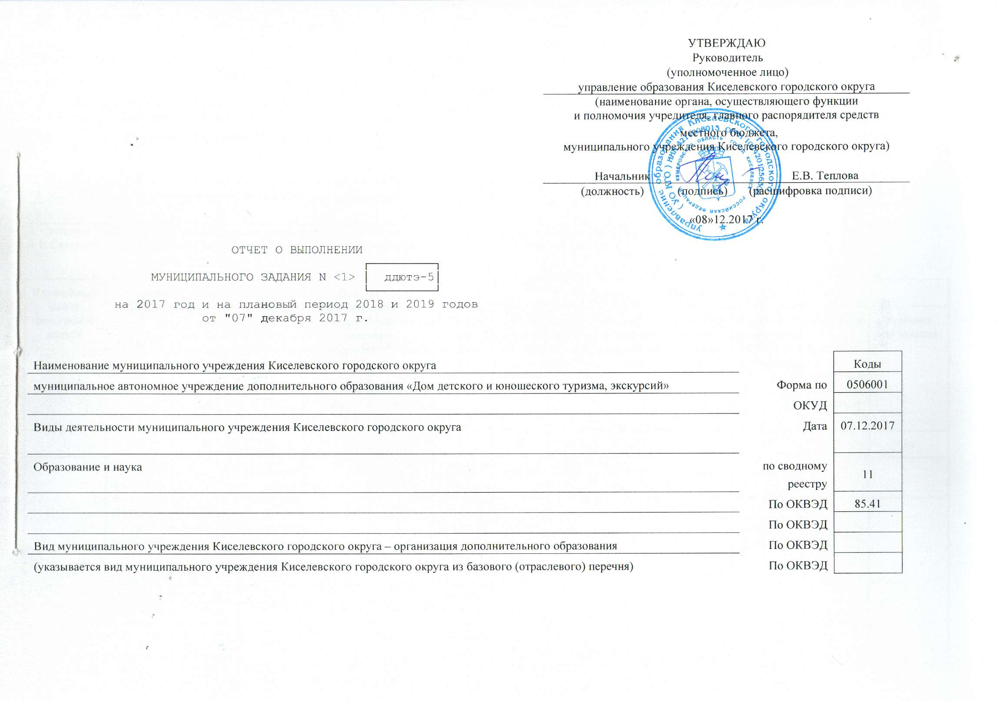 УТВЕРЖДАЮ
Руководитель
(уполномоченное лицо)
управление образования Киселевского городского округа
(наименование органа, осуществляющего функции
и полномочия учредителя, главного распорядителя средств
местного бюджета,
муниципального учреждения Киселевского городского округа)
Начальник Е.В. Теплова
(должность) (подпись) (расшифровка подписи)
«08»12.2017 г.
управление образования Киселевского городского округа
(УО КГО) ИНН ОГРН
РОССИЙСКАЯ ФЕДЕРАЦИЯ КЕМЕРОВСКАЯ ОБЛАСТЬ ГОРОД КИСЕЛЕВСК
ОТЧЕТ О ВЫПОЛНЕНИИ
МУНИЦИПАЛЬНОГО ЗАДАНИЯ N <1> ддютэ-5
на 2017 год и на плановый период 2018 и 2019 годов
от "07" декабря 2017 г.
Коды
Наименование муниципального учреждения Киселевского городского округа
муниципальное автономное учреждение дополнительного образования «Дом детского и юношеского туризма, экскурсий» Форма по 0506001
ОКУД
Виды деятельности муниципального учреждения Киселевского городского округа Дата 07.12.2017
Образование и наука по сводному
реестру 11
По ОКВЭД 85.41
По ОКВЭД
Вид муниципального учреждения Киселевского городского округа – организация дополнительного образования По ОКВЭД
(указывается вид муниципального учреждения Киселевского городского округа из базового (отраслевого) перечня) По ОКВЭД